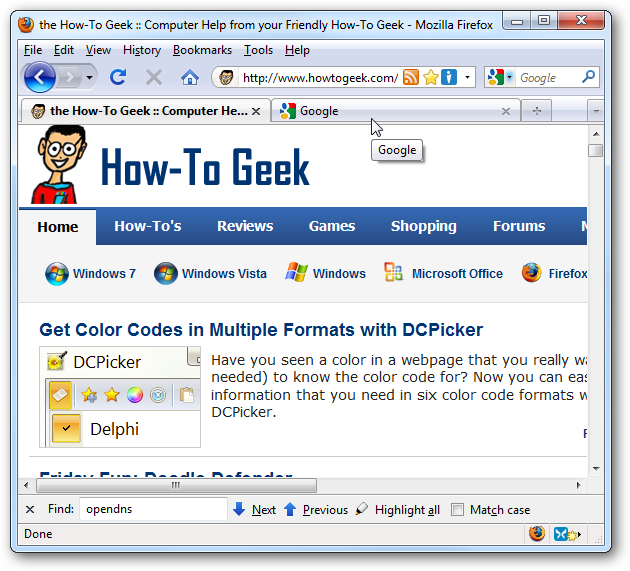 the How-To Geek :: Computer Help from your Friendly How-To Geek - Mozilla Firefox
File Edit View History Bookmarks Tools Help
http://www.howtogeek.com/ Google
the How-To Geek :: Computer He... Google
Google
How-To Geek
Home How-To's Reviews Games Shopping Forums
Windows 7 Windows Vista Windows Microsoft Office Firefox
Get Color Codes in Multiple Formats with DCPicker
DCPicker
Delphi
Have you seen a color in a webpage that you really wa
needed) to know the color code for? Now you can eas
information that you need in six color code formats w
DCPicker.
Friday Fun: Doodle Defender
Find: opendns Next Previous Highlight all Match case
Done